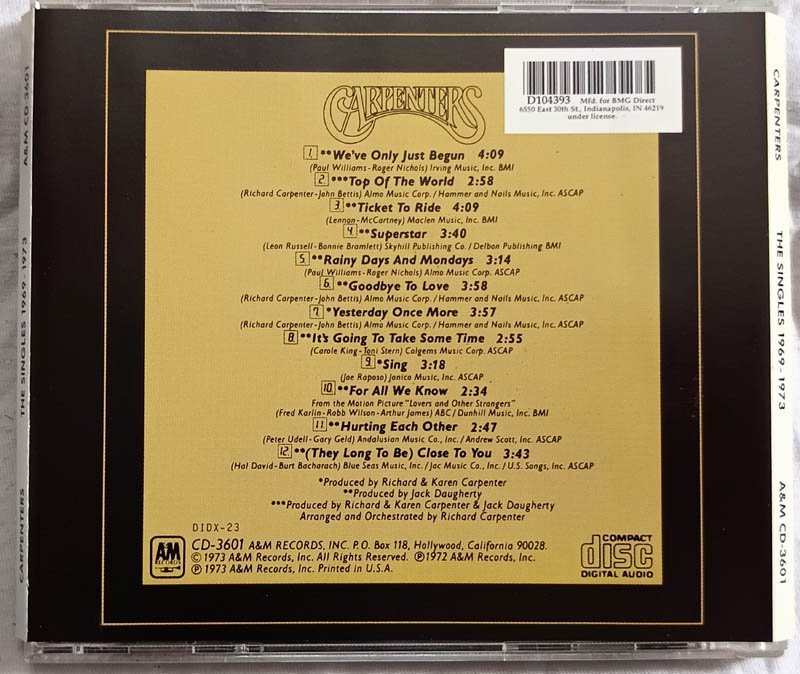 CARPENTERS
D104393 Mfd. for BMG Direct
6550 East 30th St., Indianapolis, IN 46219
under license.
1. **We've Only Just Begun 4:09
(Paul Williams-Roger Nichols) Irving Music, Inc. BMI
2. ***Top Of The World 2:58
(Richard Carpenter-John Bettis) Almo Music Corp./Hammer and Nails Music, Inc. ASCAP
3. *Ticket To Ride 4:09
(Lennon-McCartney) Maclen Music, Inc. BMI
4. **Superstar 3:40
(Leon Russell-Bonnie Bramlett) Skyhill Publishing Co./Delbon Publishing BMI
5. **Rainy Days And Mondays 3:14
(Paul Williams-Roger Nichols) Almo Music Corp. ASCAP
6. **Goodbye To Love 3:58
(Richard Carpenter-John Bettis) Almo Music Corp./Hammer and Nails Music, Inc. ASCAP
7. *Yesterday Once More 3:57
(Richard Carpenter-John Bettis) Almo Music Corp./Hammer and Nails Music, Inc. ASCAP
8. **It's Going To Take Some Time 2:55
(Carole King-Toni Stern) Colgems Music Corp. ASCAP
9. *Sing 3:18
(Joe Raposo) Jonico Music, Inc. ASCAP
10. **For All We Know 2:34
From the Motion Picture "Lovers and Other Strangers"
(Fred Karlin-Robb Wilson-Arthur James) ABC/Dunhill Music, Inc. BMI
11. **Hurting Each Other 2:47
(Peter Udell-Gary Geld) Andalusian Music Co., Inc./Andrew Scott, Inc. ASCAP
12. **(They Long To Be) Close To You 3:43
(Hal David-Burt Bacharach) Blue Seas Music, Inc./Jac Music Co., Inc./U.S. Songs, Inc. ASCAP
*Produced by Richard & Karen Carpenter
**Produced by Jack Daugherty
***Produced by Richard & Karen Carpenter & Jack Daugherty
Arranged and Orchestrated by Richard Carpenter
DIDX-23
A&M
RECORDS
CD-3601 A&M RECORDS, INC. P.O. Box 118, Hollywood, California 90028.
©1973 A&M Records, Inc. All Rights Reserved. ℗1972 A&M Records, Inc.
℗ 1973 A&M Records, Inc. Printed in U.S.A.
COMPACT
disc
DIGITAL AUDIO
CARPENTERS THE SINGLES 1969-1973 A&M CD-3601
CARPENTERS THE SINGLES 1969-1973 A&M CD-3601